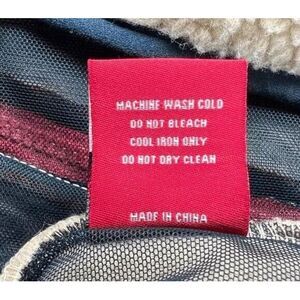 MACHINE WASH COLD
DO NOT BLEACH
COOL IRON ONLY
DO NOT DRY CLEAN
MADE IN CHINA